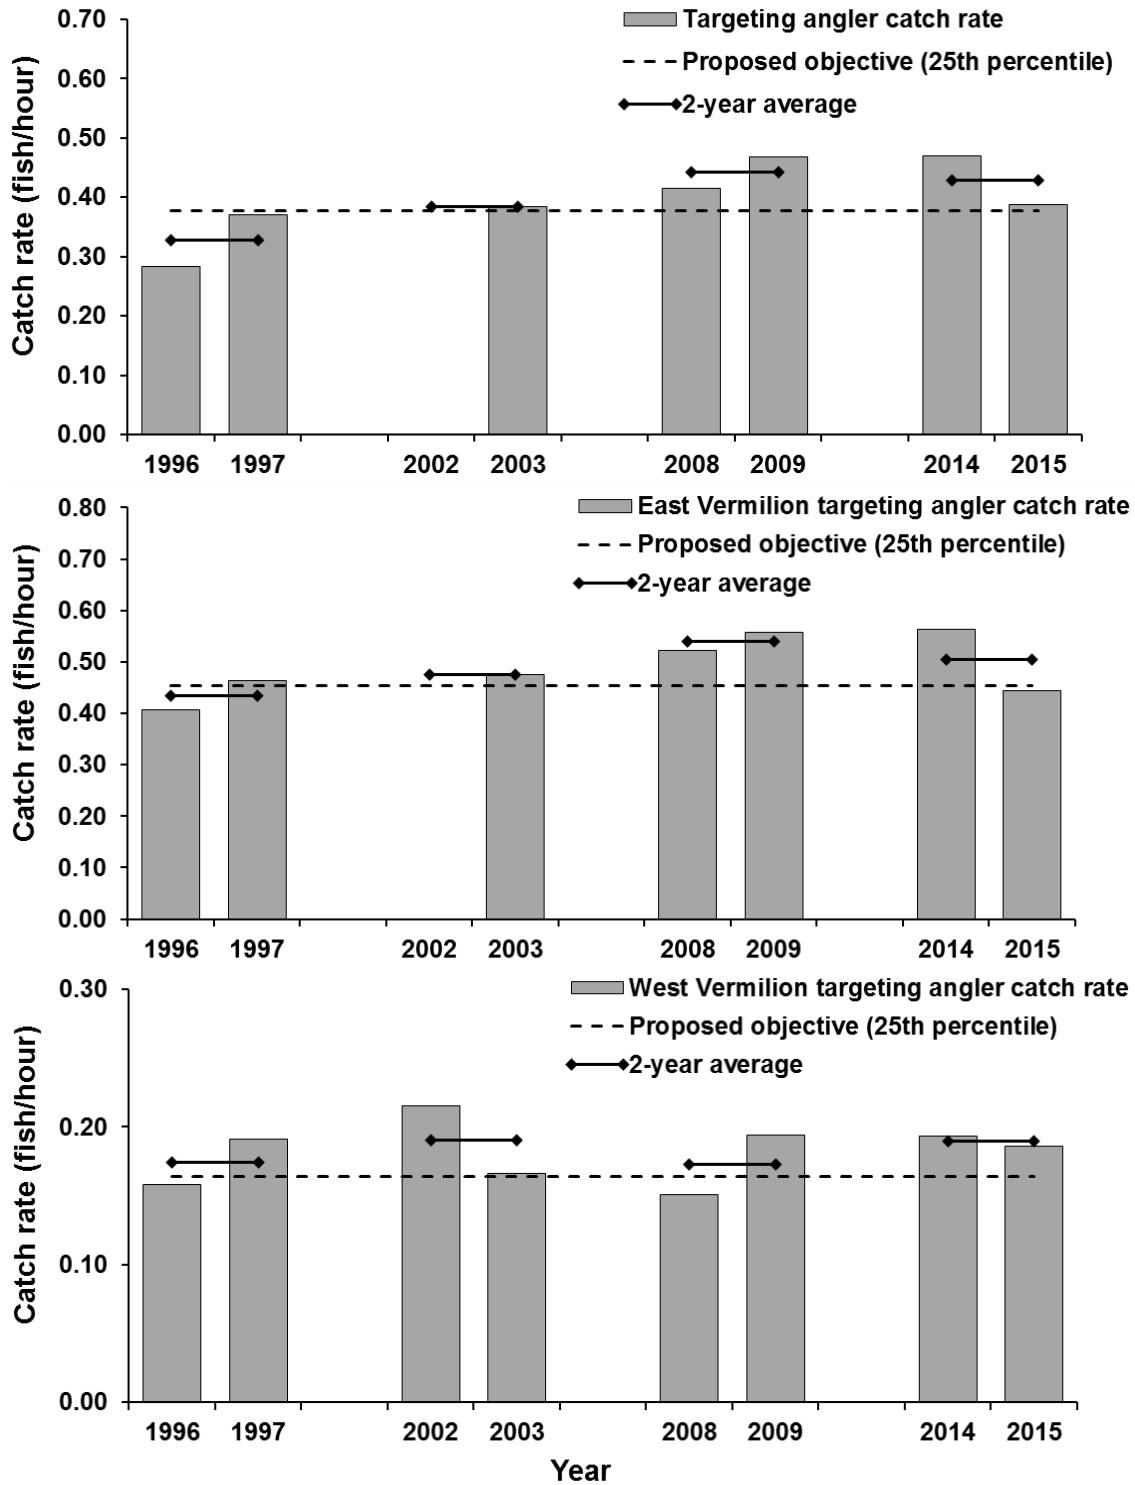 0.70
0.60
0.50
0.40
0.30
0.20
0.10
0.00
Catch rate (fish/hour)
Targeting angler catch rate
Proposed objective (25th percentile)
2-year average
1996 1997 2002 2003 2008 2009 2014 2015
0.80
0.70
0.60
0.50
0.40
0.30
0.20
0.10
0.00
Catch rate (fish/hour)
East Vermilion targeting angler catch rate
Proposed objective (25th percentile)
2-year average
1996 1997 2002 2003 2008 2009 2014 2015
0.30
0.20
0.10
0.00
Catch rate (fish/hour)
West Vermilion targeting angler catch rate
Proposed objective (25th percentile)
2-year average
1996 1997 2002 2003 2008 2009 2014 2015
Year